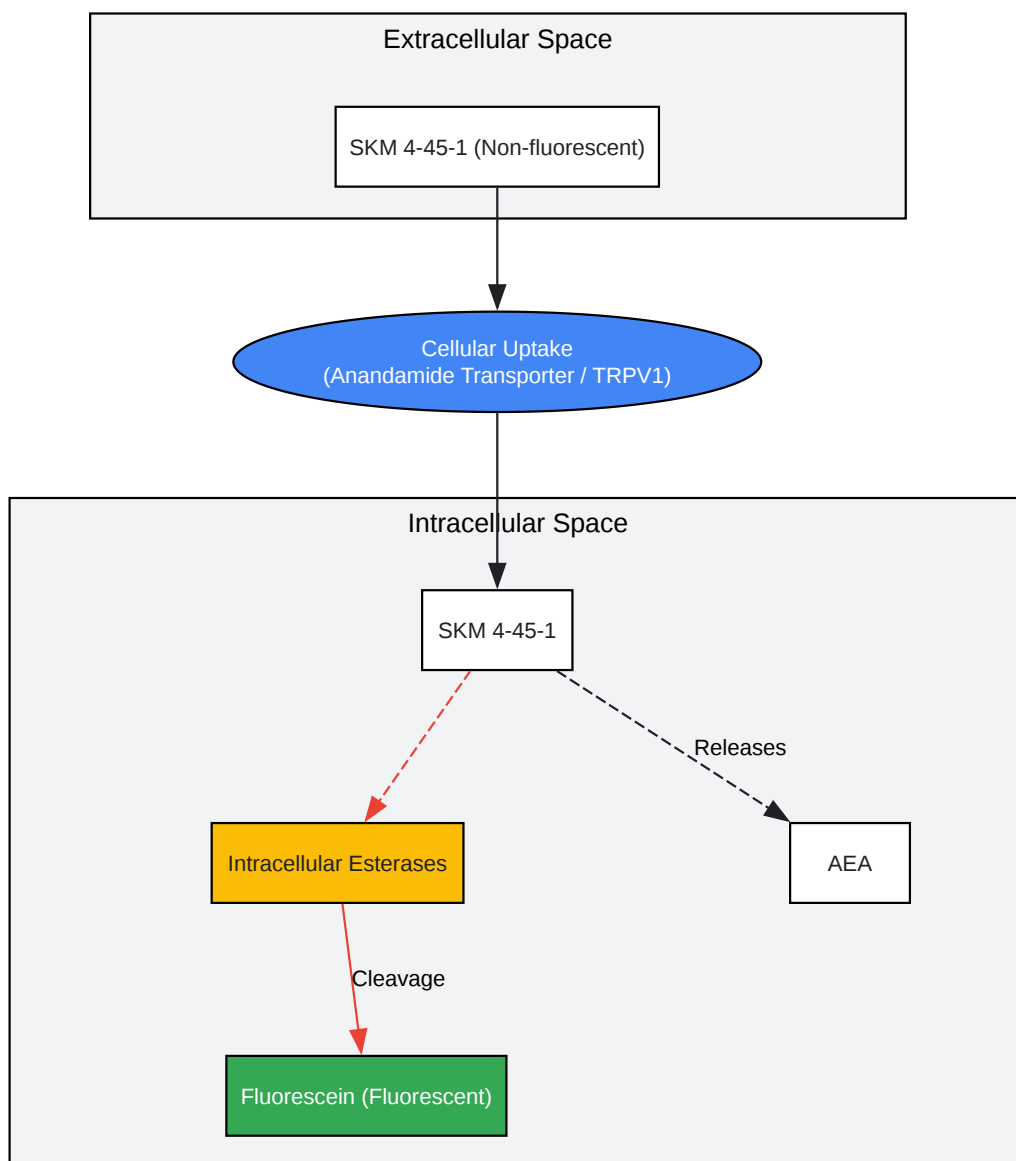 Extracellular Space
SKM 4-45-1 (Non-fluorescent)
Cellular Uptake
(Anandamide Transporter / TRPV1)
Intracellular Space
SKM 4-45-1
Releases
Intracellular Esterases
AEA
Cleavage
Fluorescein (Fluorescent)